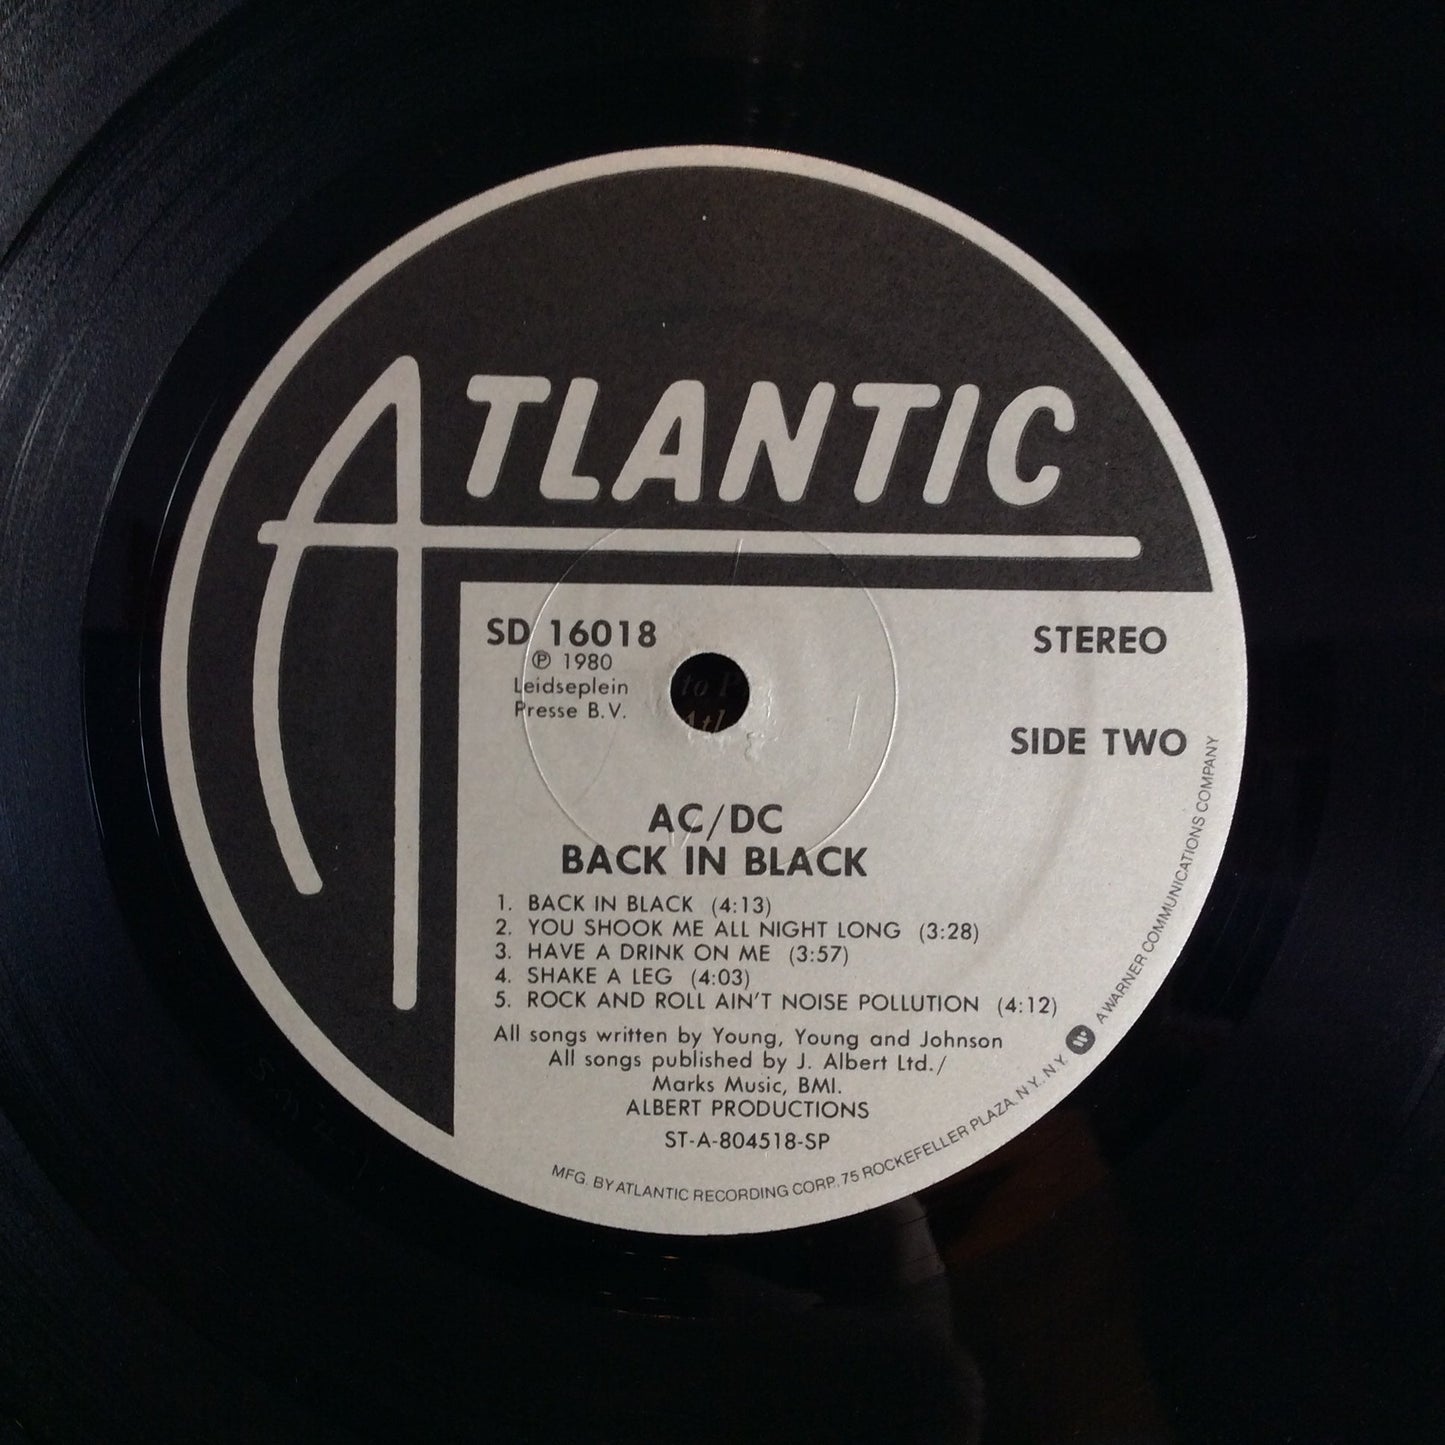 ATLANTIC
SD 16018
℗ 1980
Leidseplein
Presse B.V.
STEREO
SIDE TWO
AC/DC
BACK IN BLACK
1. BACK IN BLACK (4:13)
2. YOU SHOOK ME ALL NIGHT LONG (3:28)
3. HAVE A DRINK ON ME (3:57)
4. SHAKE A LEG (4:03)
5. ROCK AND ROLL AIN'T NOISE POLLUTION (4:12)
All songs written by Young, Young and Johnson
All songs published by J. Albert Ltd./
Marks Music, BMI.
ALBERT PRODUCTIONS
ST-A-804518-SP
MFG. BY ATLANTIC RECORDING CORP., 75 ROCKEFELLER PLAZA, N.Y., N.Y. A WARNER COMMUNICATIONS COMPANY
to